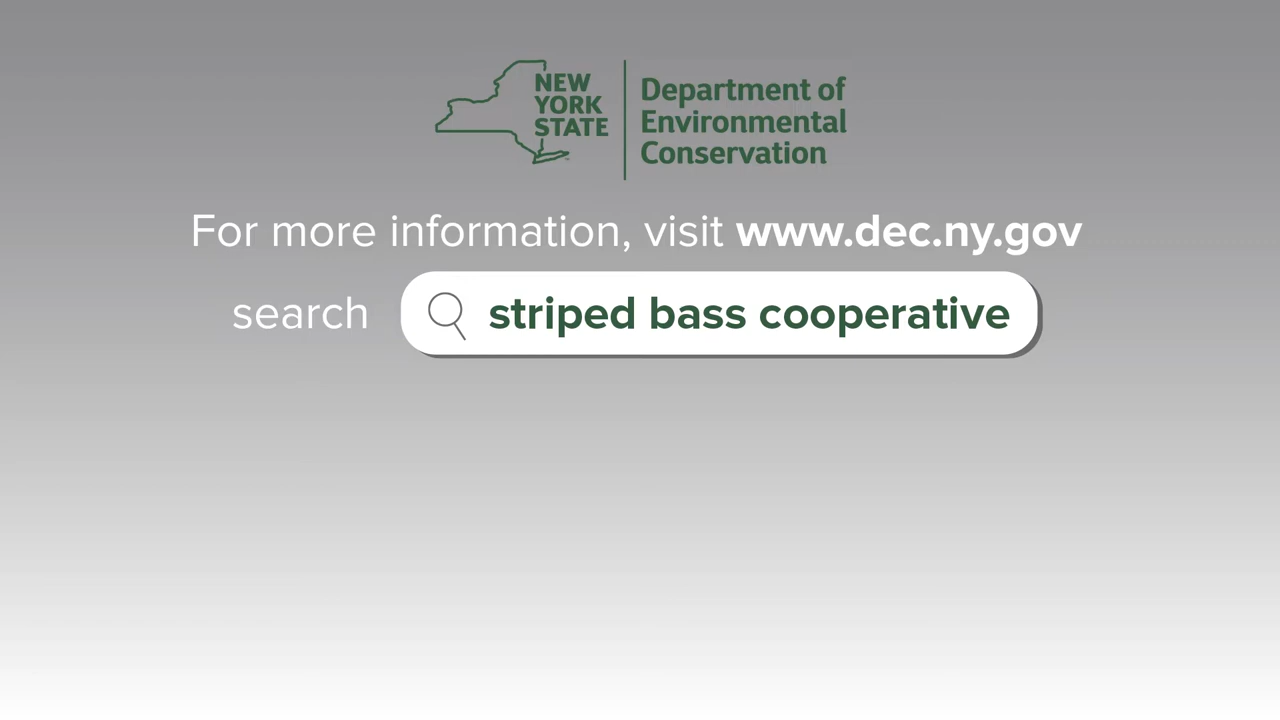 NEW
YORK
STATE
Department of
Environmental
Conservation
For more information, visit www.dec.ny.gov
search striped bass cooperative